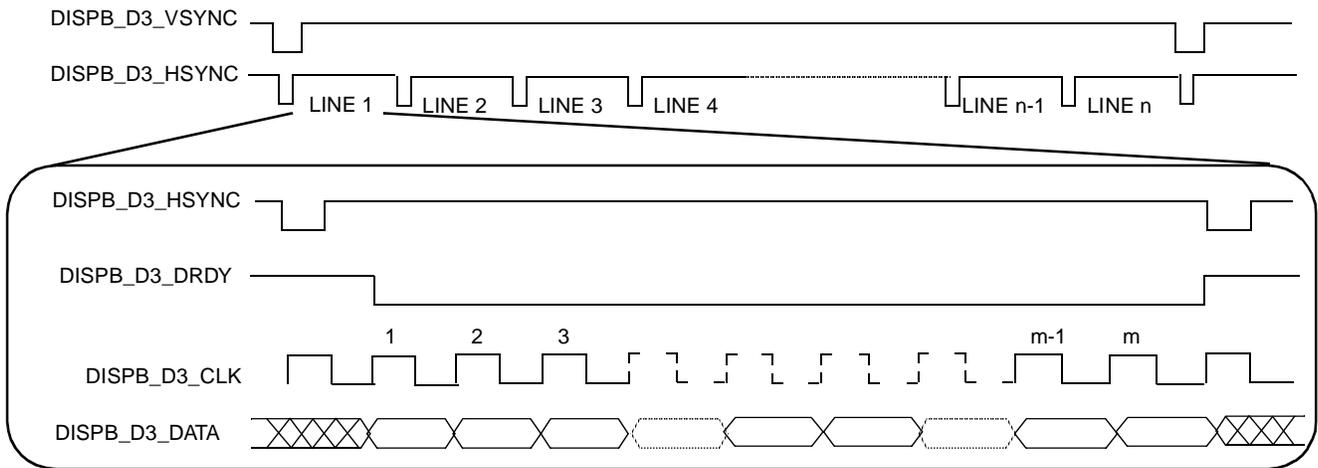 DISPB_D3_VSYNC
DISPB_D3_HSYNC
LINE 1 LINE 2 LINE 3 LINE 4 LINE n-1 LINE n
DISPB_D3_HSYNC
DISPB_D3_DRDY
1 2 3 m-1 m
DISPB_D3_CLK
DISPB_D3_DATA